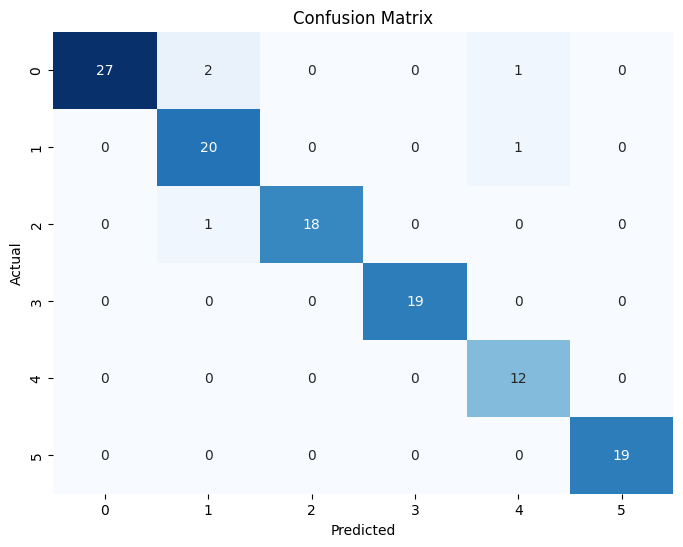 Confusion Matrix
Actual
0 27 2 0 0 1 0
1 0 20 0 0 1 0
2 0 1 18 0 0 0
3 0 0 0 19 0 0
4 0 0 0 0 12 0
5 0 0 0 0 0 19
0 1 2 3 4 5
Predicted